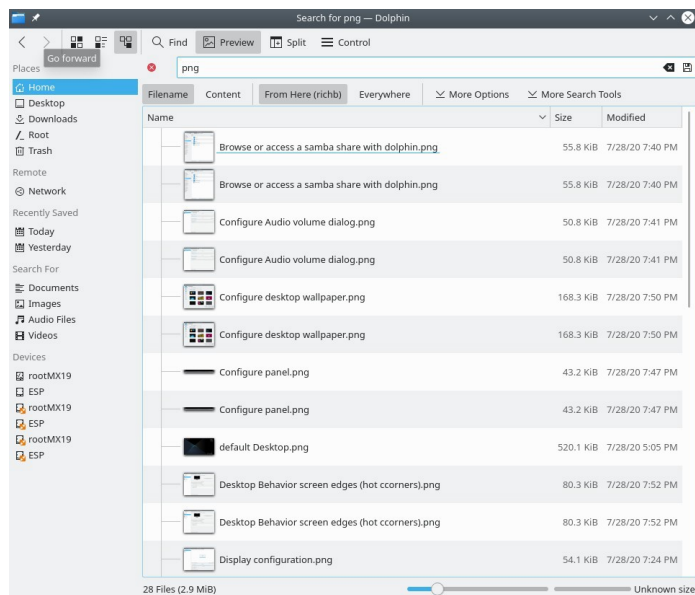 Search for png — Dolphin
Find Preview Split Control
Go forward
png
Places
Home
Desktop
Downloads
Root
Trash
Remote
Network
Recently Saved
Today
Yesterday
Search For
Documents
Images
Audio Files
Videos
Devices
rootMX19
ESP
rootMX19
ESP
rootMX19
ESP
Filename Content From Here (richb) Everywhere More Options More Search Tools
Name Size Modified
Browse or access a samba share with dolphin.png 55.8 KiB 7/28/20 7:40 PM
Browse or access a samba share with dolphin.png 55.8 KiB 7/28/20 7:40 PM
Configure Audio volume dialog.png 50.8 KiB 7/28/20 7:41 PM
Configure Audio volume dialog.png 50.8 KiB 7/28/20 7:41 PM
Configure desktop wallpaper.png 168.3 KiB 7/28/20 7:50 PM
Configure desktop wallpaper.png 168.3 KiB 7/28/20 7:50 PM
Configure panel.png 43.2 KiB 7/28/20 7:47 PM
Configure panel.png 43.2 KiB 7/28/20 7:47 PM
default Desktop.png 520.1 KiB 7/28/20 5:05 PM
Desktop Behavior screen edges (hot ccorners).png 80.3 KiB 7/28/20 7:52 PM
Desktop Behavior screen edges (hot ccorners).png 80.3 KiB 7/28/20 7:52 PM
Display configuration.png 54.1 KiB 7/28/20 7:24 PM
28 Files (2.9 MiB) Unknown size